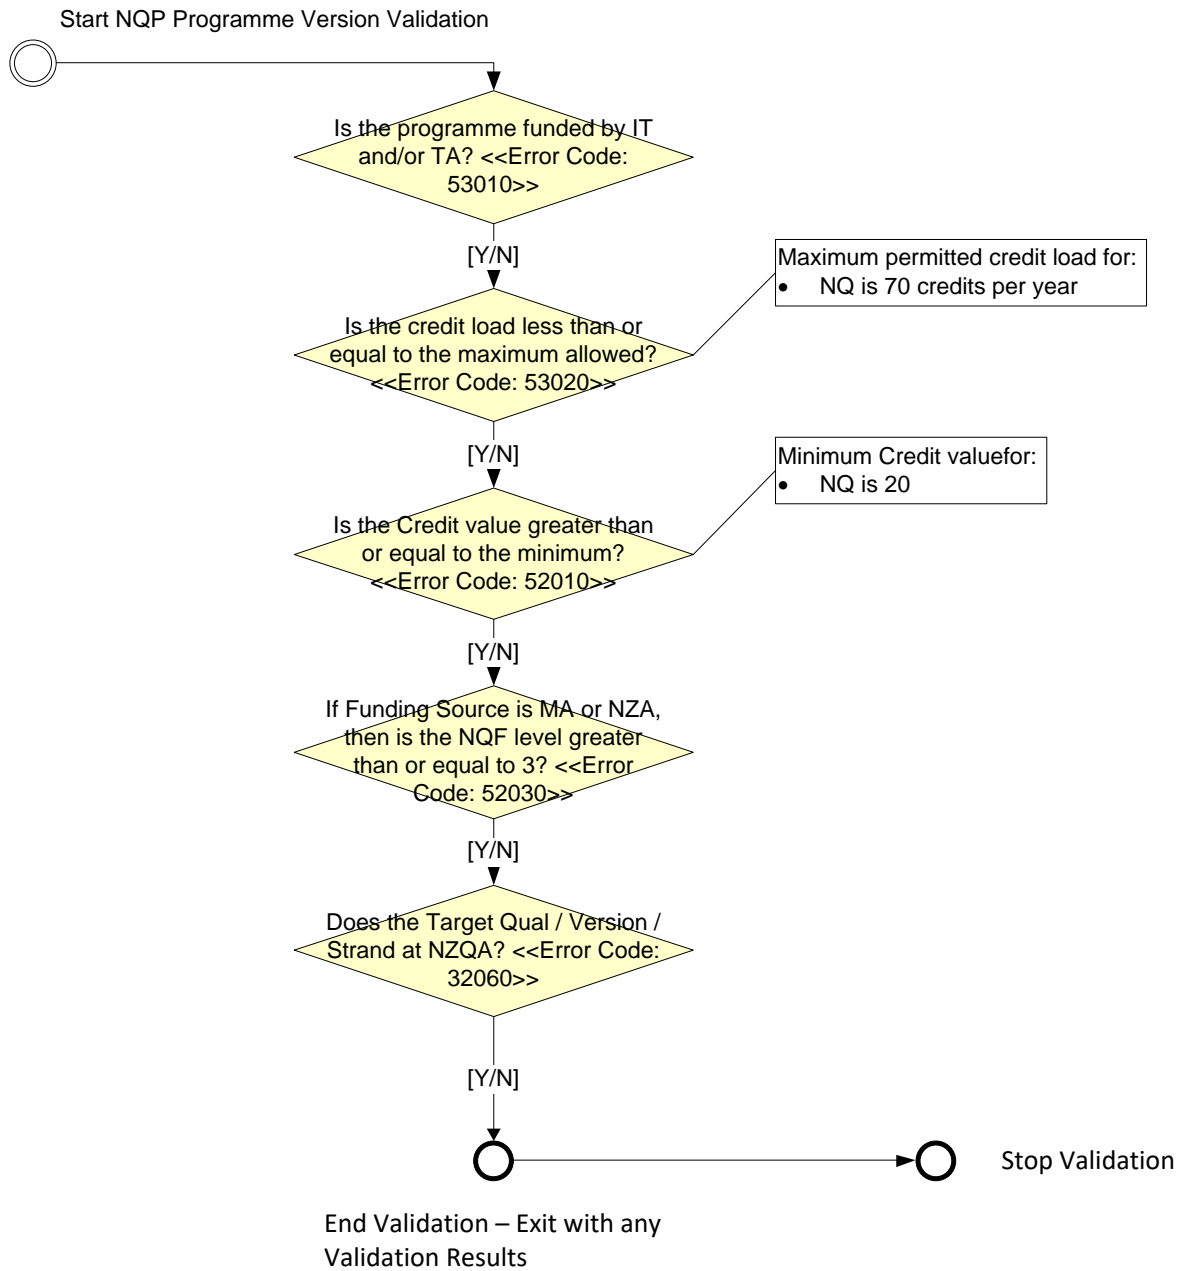 Start NQP Programme Version Validation
Is the programme funded by IT
and/or TA? <<Error Code:
53010>>
[Y/N]
Maximum permitted credit load for:
• NQ is 70 credits per year
Is the credit load less than or
equal to the maximum allowed?
<<Error Code: 53020>>
[Y/N]
Minimum Credit valuefor:
• NQ is 20
Is the Credit value greater than
or equal to the minimum?
<<Error Code: 52010>>
[Y/N]
If Funding Source is MA or NZA,
then is the NQF level greater
than or equal to 3? <<Error
Code: 52030>>
[Y/N]
Does the Target Qual / Version /
Strand at NZQA? <<Error Code:
32060>>
[Y/N]
Stop Validation
End Validation – Exit with any
Validation Results